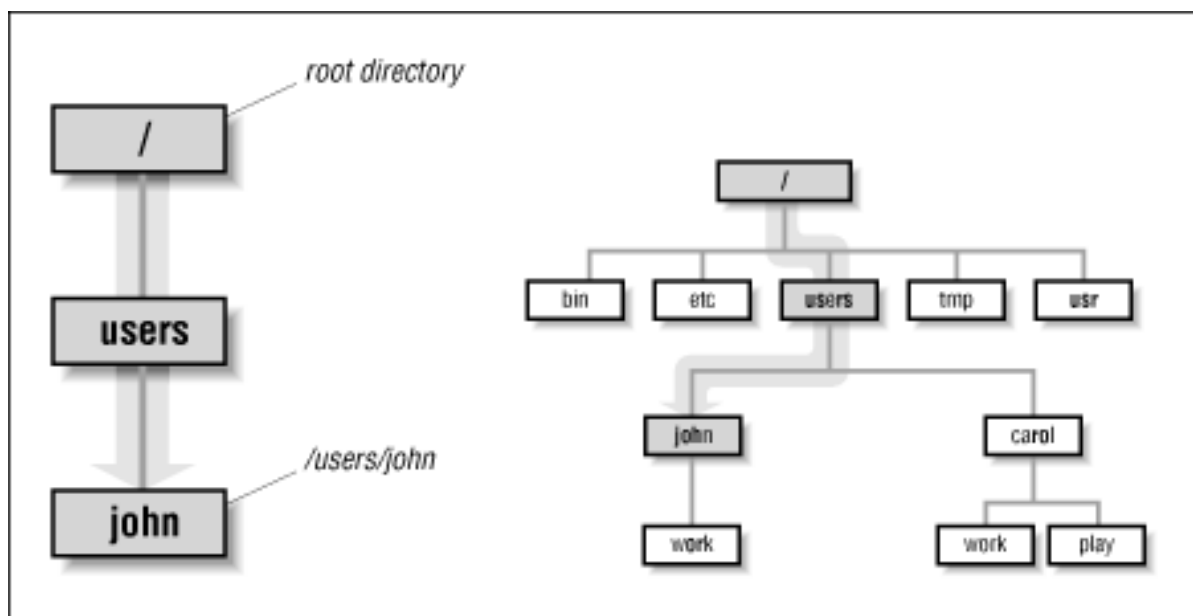 root directory
/
users
/users/john
john
/
bin
etc
users
tmp
usr
john
carol
work
work
play